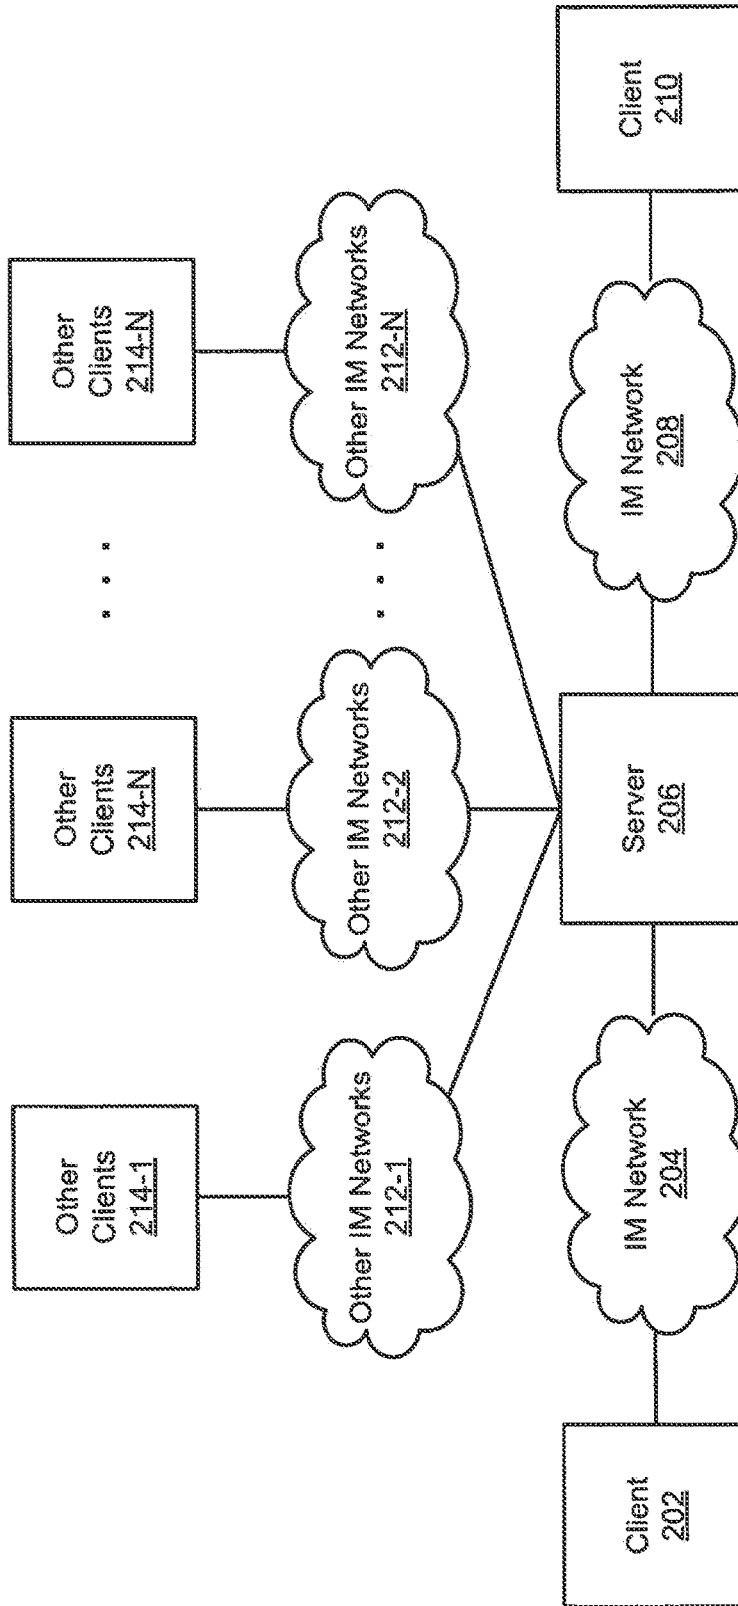 Other
Clients
214-1
Other
Clients
214-N
. . .
Other
Clients
214-N
Other IM Networks
212-1
Other IM Networks
212-2
. . .
Other IM Networks
212-N
Client
202
IM Network
204
Server
206
IM Network
208
Client
210